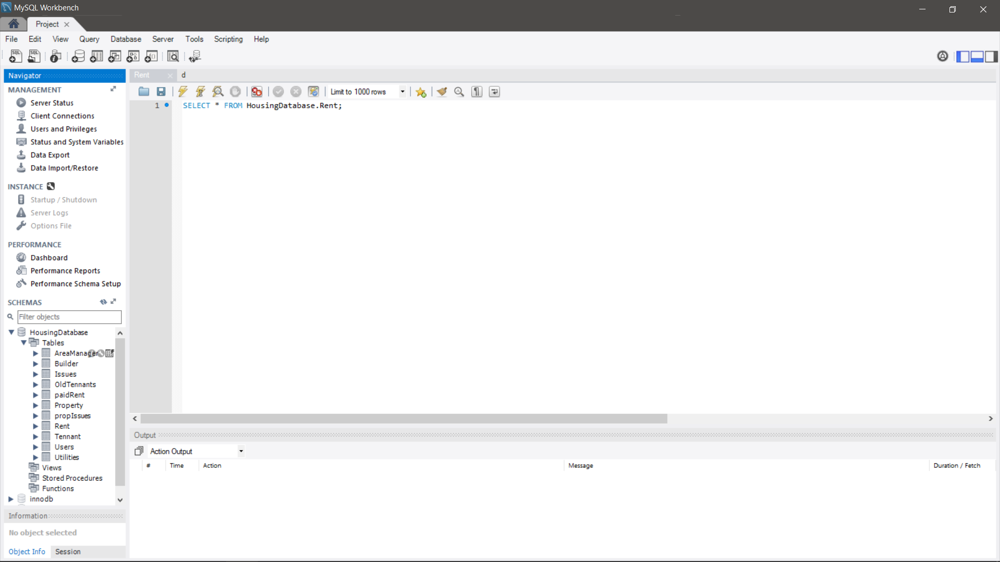 MySQL Workbench
Project
File Edit View Query Database Server Tools Scripting Help
Navigator
MANAGEMENT
Server Status
Client Connections
Users and Privileges
Status and System Variables
Data Export
Data Import/Restore
INSTANCE
Startup / Shutdown
Server Logs
Options File
PERFORMANCE
Dashboard
Performance Reports
Performance Schema Setup
SCHEMAS
Filter objects
HousingDatabase
Tables
AreaManager
Builder
Issues
OldTennants
paidRent
Property
propIssues
Rent
Tennant
Users
Utilities
Views
Stored Procedures
Functions
innodb
Information
No object selected
Object Info Session
Rent d
Limit to 1000 rows
1 SELECT * FROM HousingDatabase.Rent;
Output
Action Output
# Time Action Message Duration / Fetch